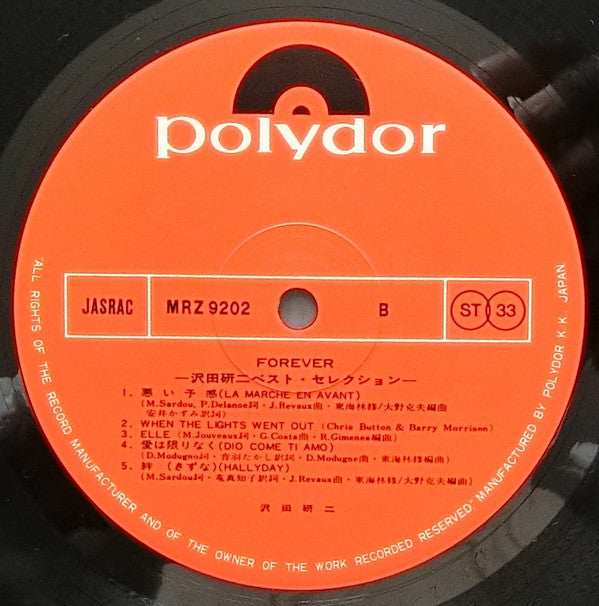 polydor
JASRAC MRZ 9202 B ST 33
FOREVER
—沢田研二ベスト・セレクション—
1. 悪い予感(LA MARCHE EN AVANT)
(M.Sardou, P.Delanoe詞・J.Revaux曲・東海林修/大野克夫編曲
安井かずみ訳詞)
2. WHEN THE LIGHTS WENT OUT (Chris Button & Barry Morrison)
3. ELLE (M.Jouveaux詞・G.Costa曲・R.Gimenes編曲)
4. 愛は限りなく(DIO COME TI AMO)
(D.Modugno詞・音羽たかし訳詞・D.Modugne曲・東海林修編曲)
5. 絆 (きずな)(HALLYDAY)
(M.Sardou詞・竜真知子訳詞・J.Revaux曲・東海林修/大野克夫編曲)
沢田研二
"ALL RIGHTS OF THE RECORD MANUFACTURER AND OF THE OWNER OF THE WORK RECORDED RESERVED." MANUFACTURED BY POLYDOR K.K. JAPAN